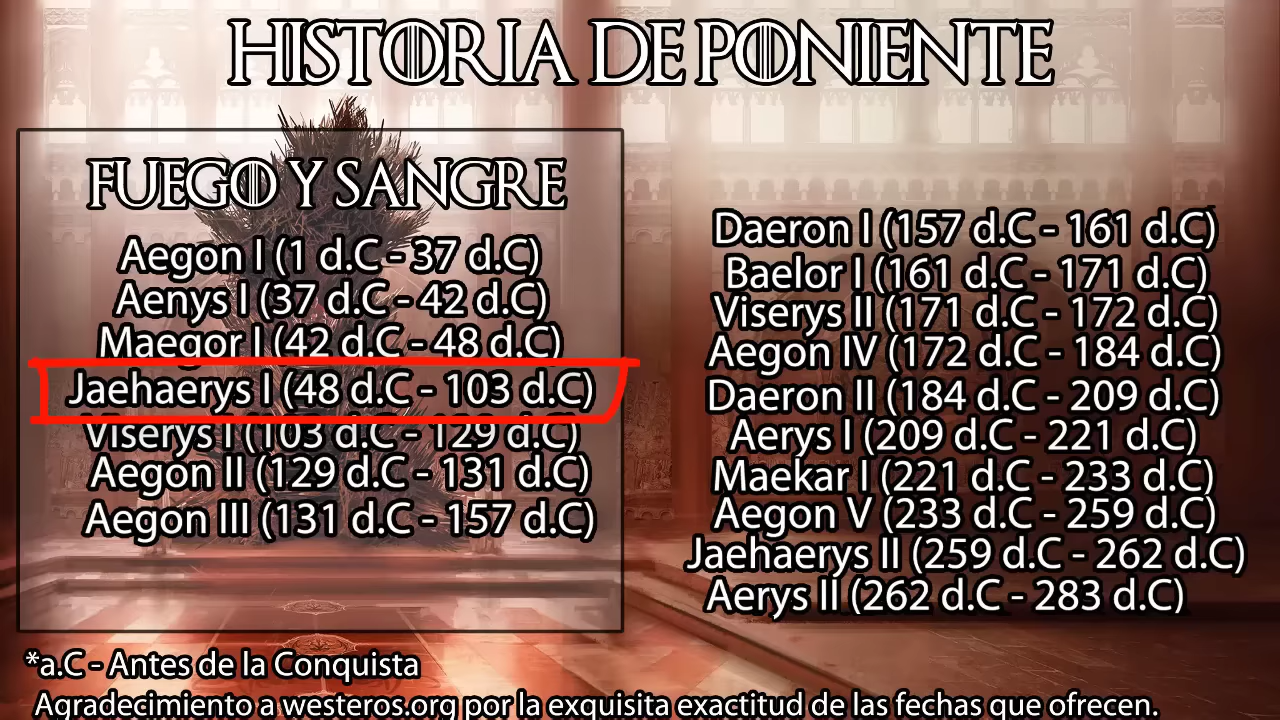 HISTORIA DE PONIENTE
FUEGO Y SANGRE
Aegon I (1 d.C - 37 d.C)
Aenys I (37 d.C - 42 d.C)
Maegor I (42 d.C - 48 d.C)
Jaehaerys I (48 d.C - 103 d.C)
Viserys I (103 d.C - 129 d.C)
Aegon II (129 d.C - 131 d.C)
Aegon III (131 d.C - 157 d.C)
Daeron I (157 d.C - 161 d.C)
Baelor I (161 d.C - 171 d.C)
Viserys II (171 d.C - 172 d.C)
Aegon IV (172 d.C - 184 d.C)
Daeron II (184 d.C - 209 d.C)
Aerys I (209 d.C - 221 d.C)
Maekar I (221 d.C - 233 d.C)
Aegon V (233 d.C - 259 d.C)
Jaehaerys II (259 d.C - 262 d.C)
Aerys II (262 d.C - 283 d.C)
*a.C - Antes de la Conquista
Agradecimiento a westeros.org por la exquisita exactitud de las fechas que ofrecen.